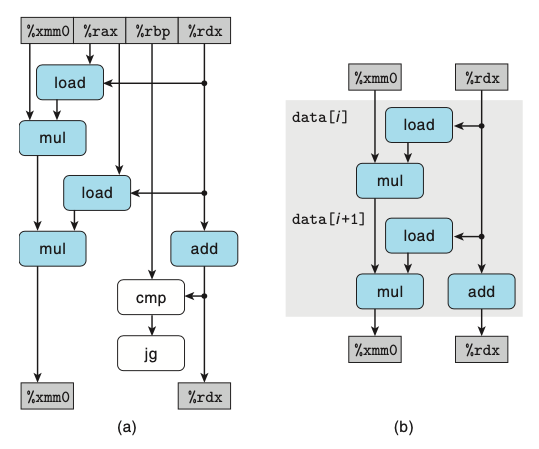 %xmm0 %rax %rbp %rdx
load
mul
load
mul add
cmp
jg
%xmm0 %rdx
(a)
%xmm0 %rdx
data[i]
load
mul
data[i+1]
load
mul add
%xmm0 %rdx
(b)